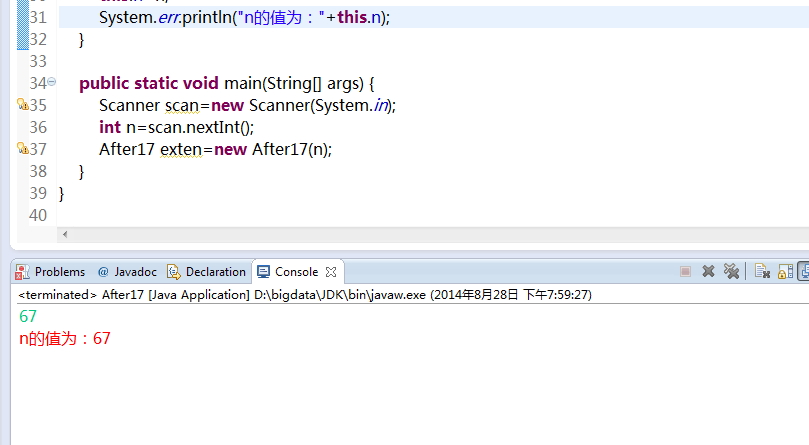 31 System.err.println("n的值为："+this.n);
32 }
33
34 public static void main(String[] args) {
35 Scanner scan=new Scanner(System.in);
36 int n=scan.nextInt();
37 After17 exten=new After17(n);
38 }
39 }
40
Problems @ Javadoc Declaration Console
<terminated> After17 [Java Application] D:\bigdata\JDK\bin\javaw.exe (2014年8月28日 下午7:59:27)
67
n的值为：67